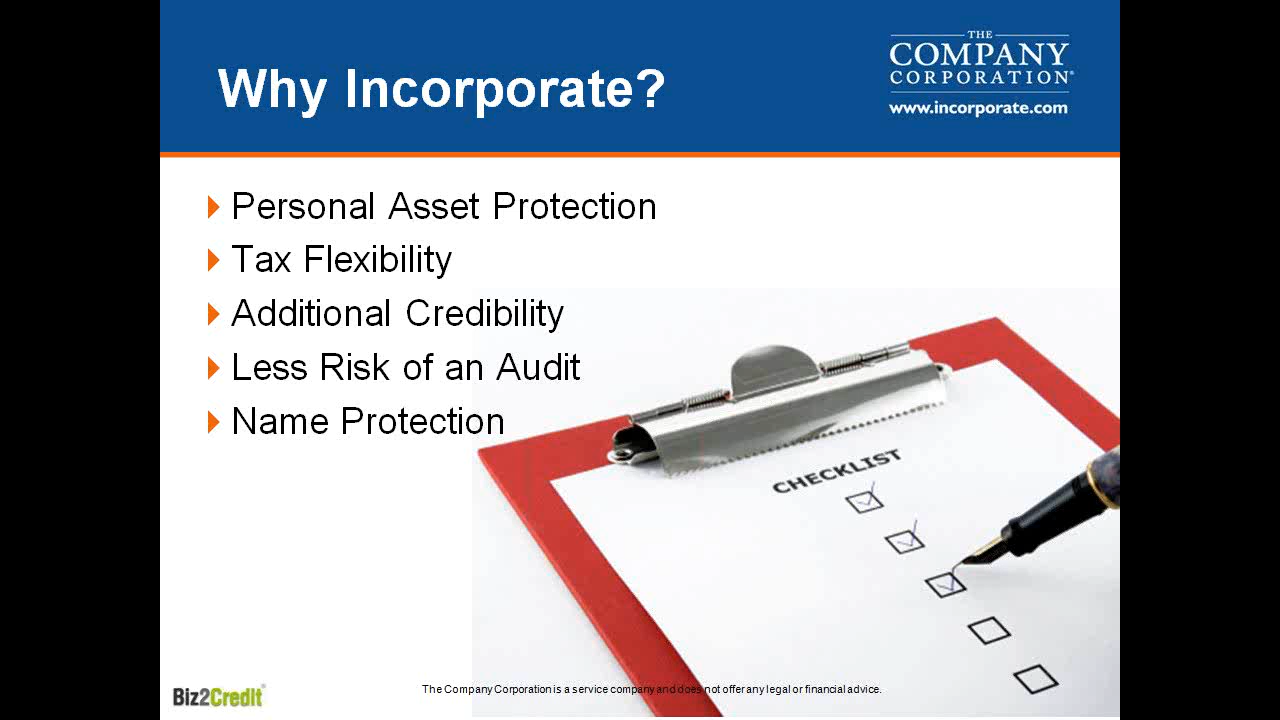 Why Incorporate?
THE
COMPANY
CORPORATION®
www.incorporate.com
Personal Asset Protection
Tax Flexibility
Additional Credibility
Less Risk of an Audit
Name Protection
CHECKLIST
Biz2Credit®
The Company Corporation is a service company and does not offer any legal or financial advice.